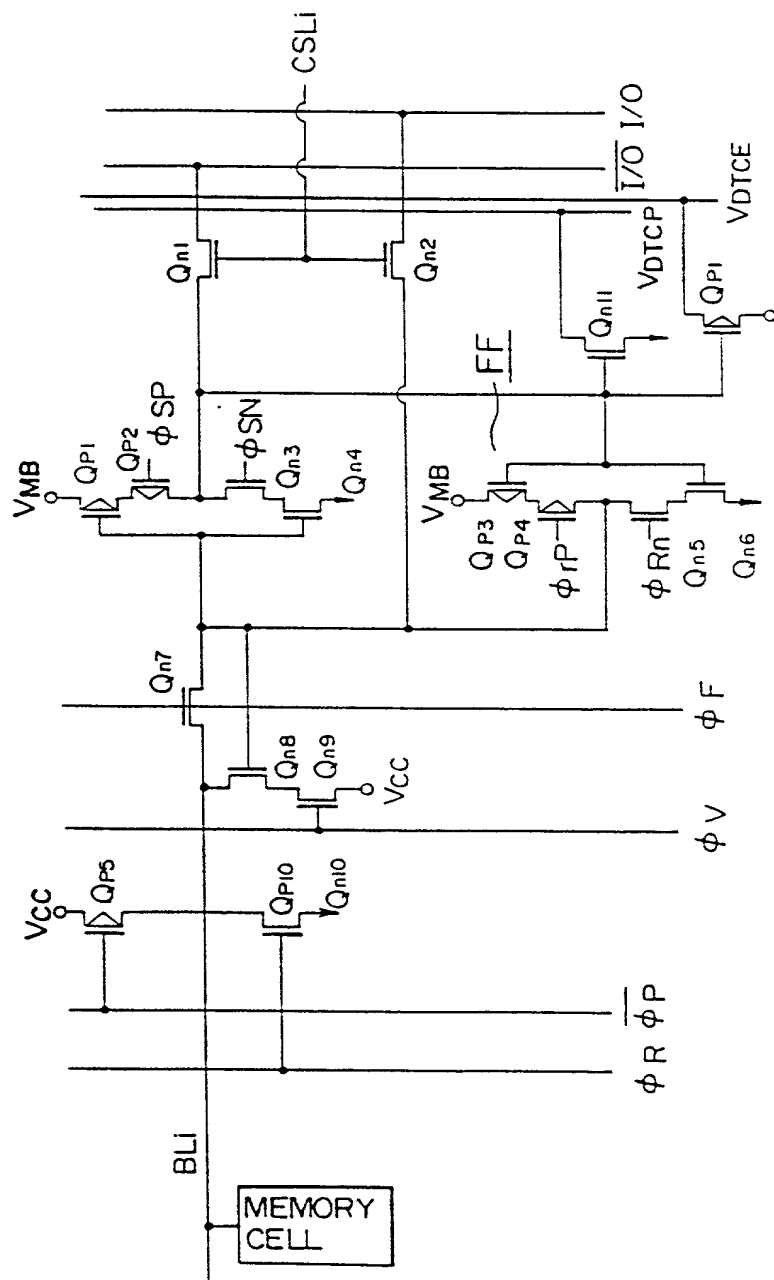 MEMORY
CELL
BLi
φR
φ̅P̅
VCC
QP5
QP10
Qn10
φV
φF
Qn7
Qn8
Qn9
VCC
VMB
QP1
QP2
φSP
φSN
Qn3
Qn4
VMB
QP3
QP4
φrP
φRn
Qn5
Qn6
FF
Qn1
Qn2
CSLi
Qn11
QP1
VDTCP
VDTCE
I̅/̅O̅
I/O